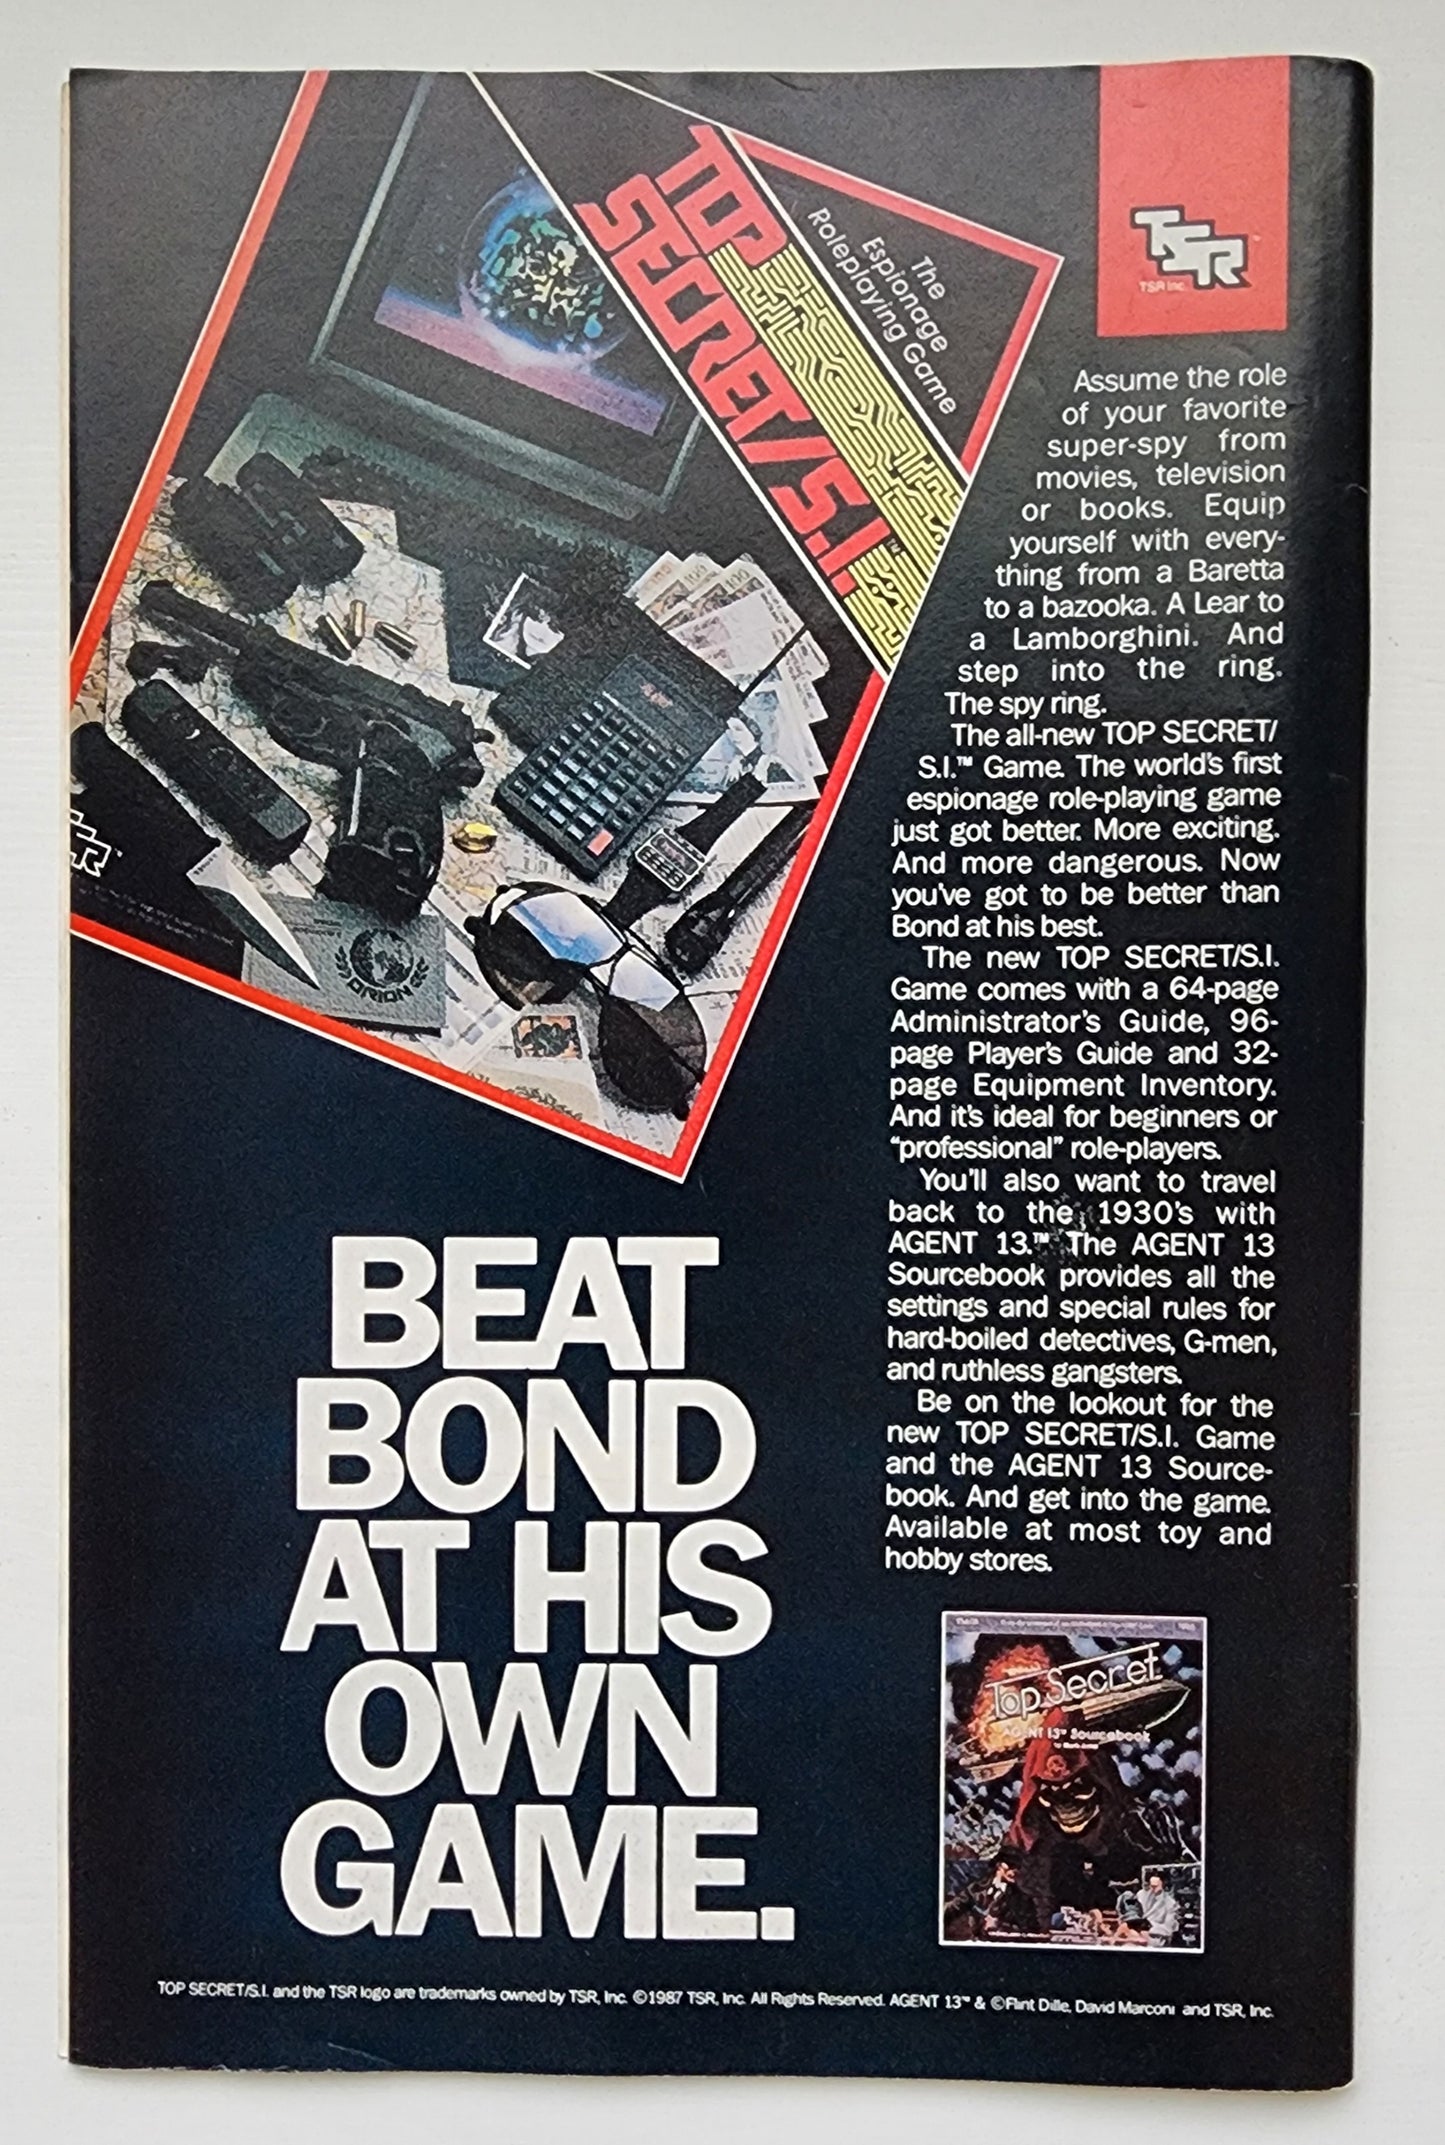 TOP
SECRET/S.I.™
The
Espionage
Roleplaying Game
TSR™
TSR Inc.
100
100
TSR™
ORION
Assume the role
of your favorite
super-spy from
movies, television
or books. Equip
yourself with every-
thing from a Baretta
to a bazooka. A Lear to
a Lamborghini. And
step into the ring.
The spy ring.
The all-new TOP SECRET/
S.I.™ Game. The world's first
espionage role-playing game
just got better. More exciting.
And more dangerous. Now
you've got to be better than
Bond at his best.
The new TOP SECRET/S.I.
Game comes with a 64-page
Administrator's Guide, 96-
page Player's Guide and 32-
page Equipment Inventory.
And it's ideal for beginners or
"professional" role-players.
You'll also want to travel
back to the 1930's with
AGENT 13.™ The AGENT 13
Sourcebook provides all the
settings and special rules for
hard-boiled detectives, G-men,
and ruthless gangsters.
Be on the lookout for the
new TOP SECRET/S.I. Game
and the AGENT 13 Source-
book. And get into the game.
Available at most toy and
hobby stores.
BEAT
BOND
AT HIS
OWN
GAME.
Top Secret
AGENT 13™ Sourcebook
TSR
TOP SECRET/S.I. and the TSR logo are trademarks owned by TSR, Inc. ©1987 TSR, Inc. All Rights Reserved. AGENT 13™ & ©Flint Dille, David Marconi and TSR, Inc.